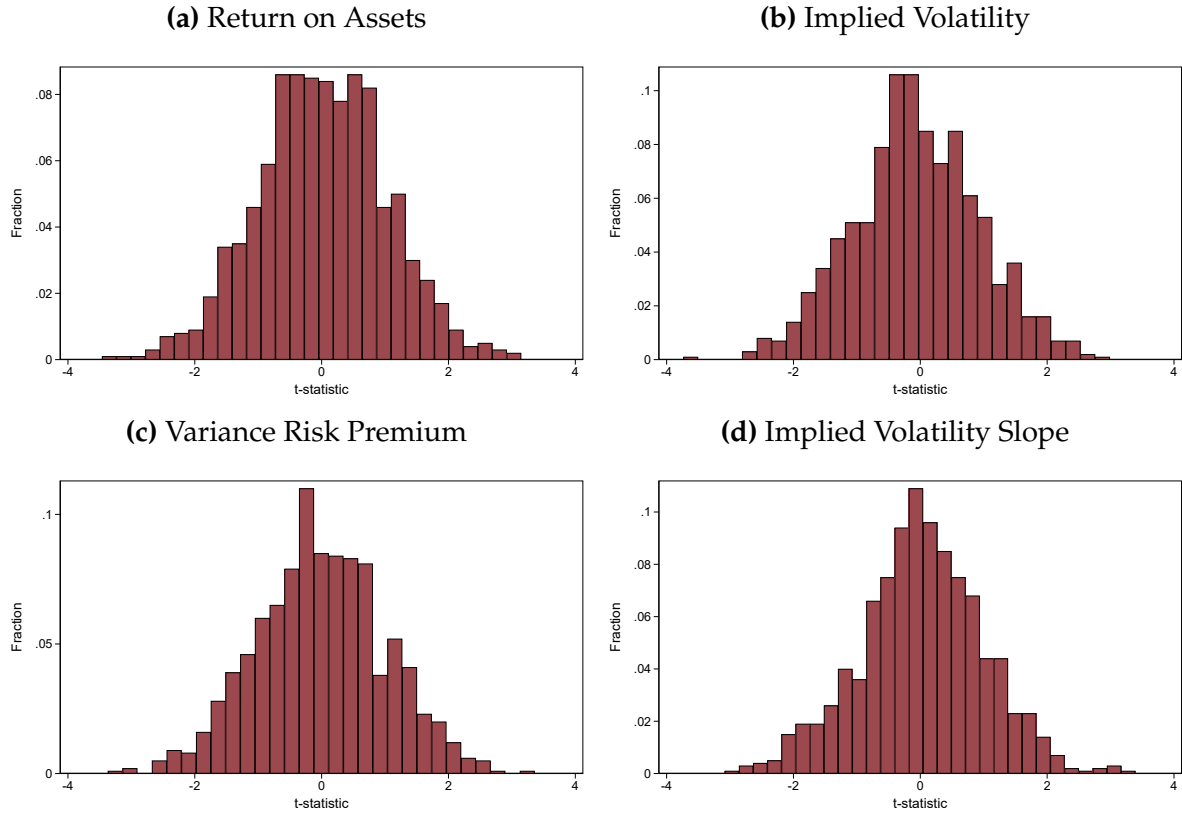 (a) Return on Assets
.08
.06
.04
.02
0
Fraction
-4 -2 0 2 4
t-statistic
(b) Implied Volatility
.1
.08
.06
.04
.02
0
Fraction
-4 -2 0 2 4
t-statistic
(c) Variance Risk Premium
.1
.05
0
Fraction
-4 -2 0 2 4
t-statistic
(d) Implied Volatility Slope
.1
.08
.06
.04
.02
0
Fraction
-4 -2 0 2 4
t-statistic